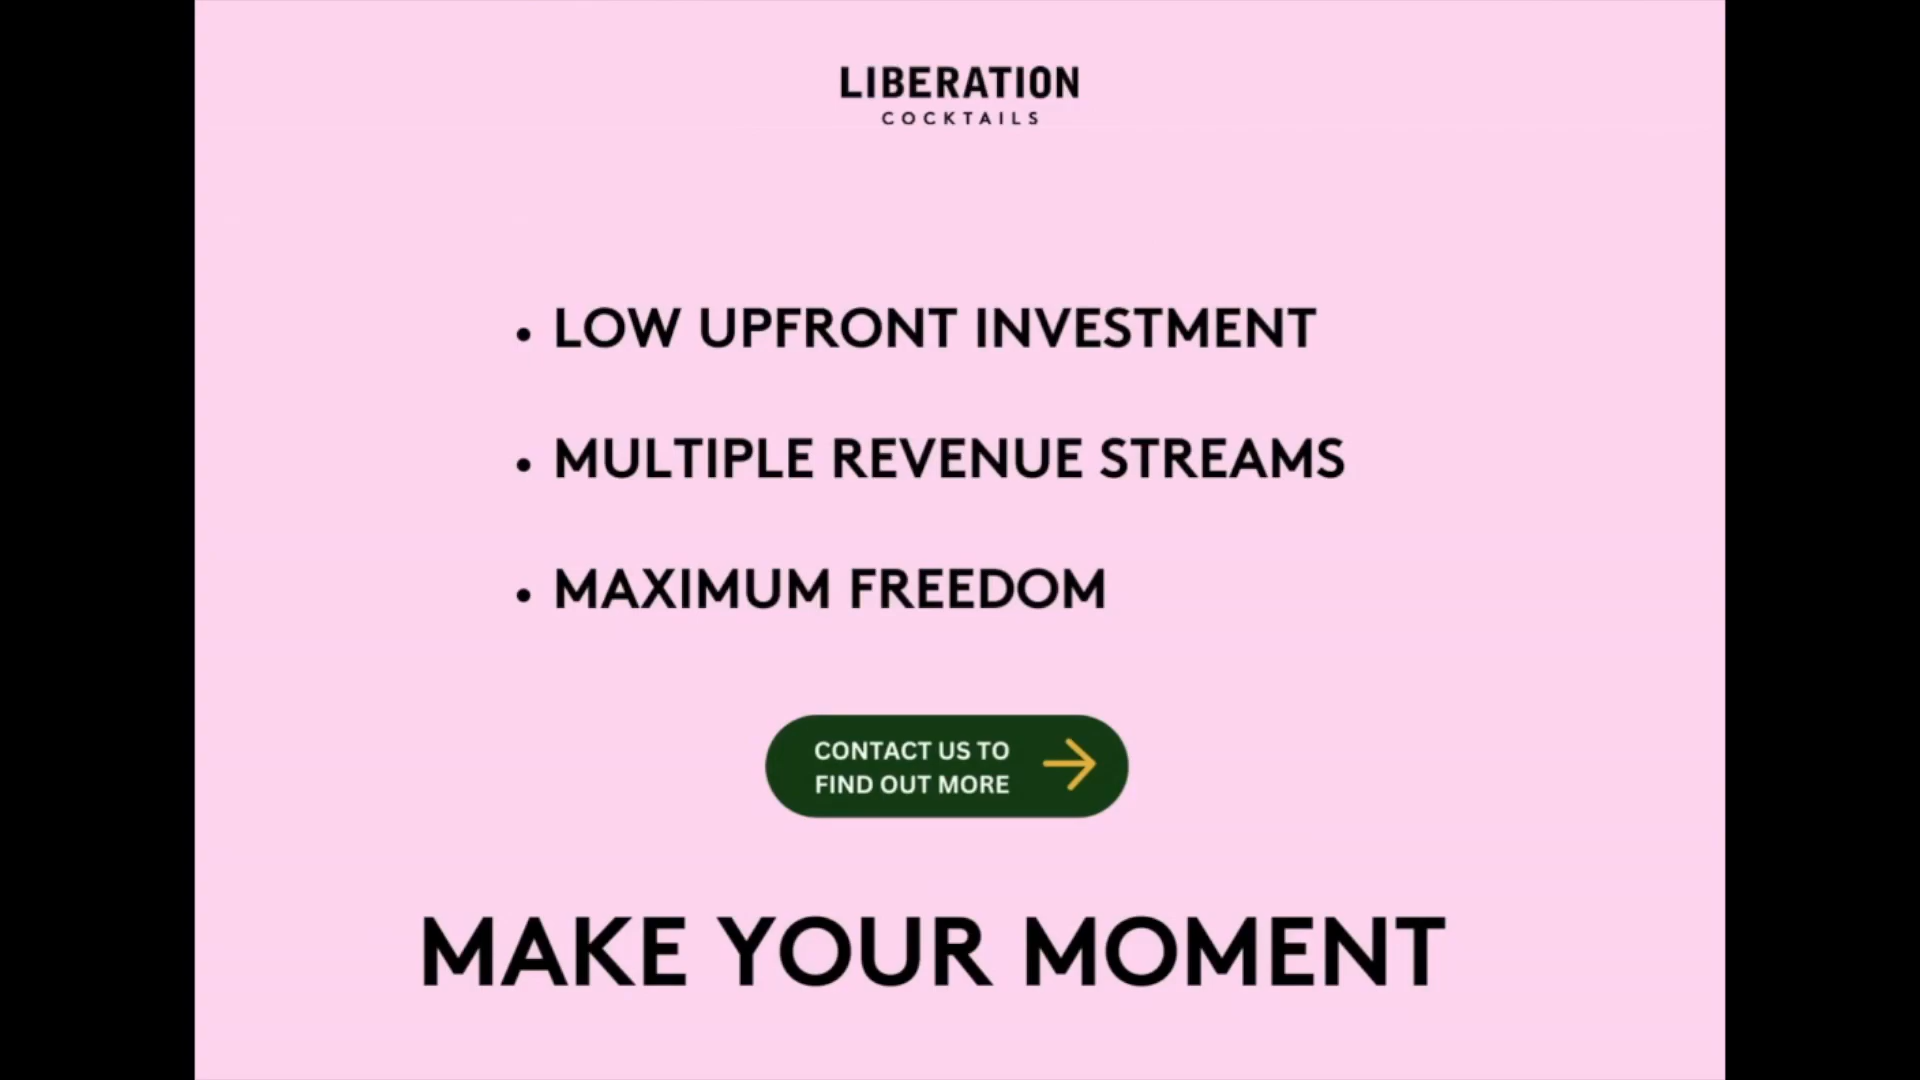 LIBERATION
COCKTAILS
• LOW UPFRONT INVESTMENT
• MULTIPLE REVENUE STREAMS
• MAXIMUM FREEDOM
CONTACT US TO
FIND OUT MORE
MAKE YOUR MOMENT